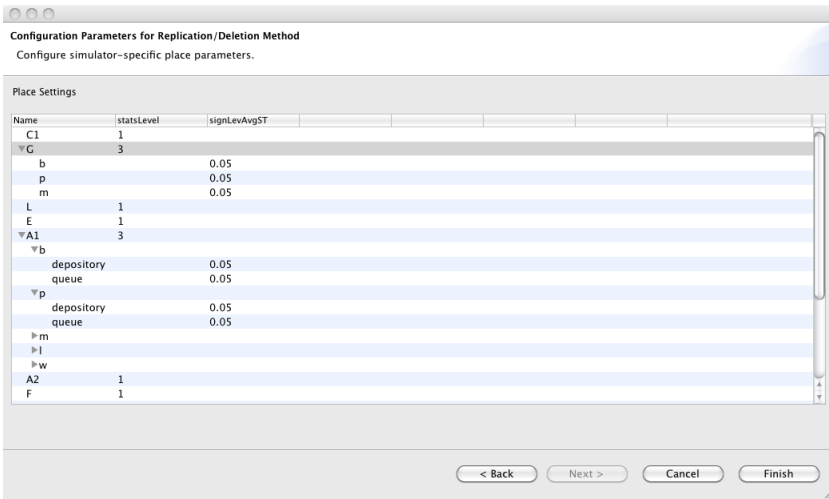 Configuration Parameters for Replication/Deletion Method
Configure simulator-specific place parameters.
Place Settings
Name statsLevel signLevAvgST
C1 1
G 3
b 0.05
p 0.05
m 0.05
L 1
E 1
A1 3
b
depository 0.05
queue 0.05
p
depository 0.05
queue 0.05
m
l
w
A2 1
F 1
< Back Next > Cancel Finish